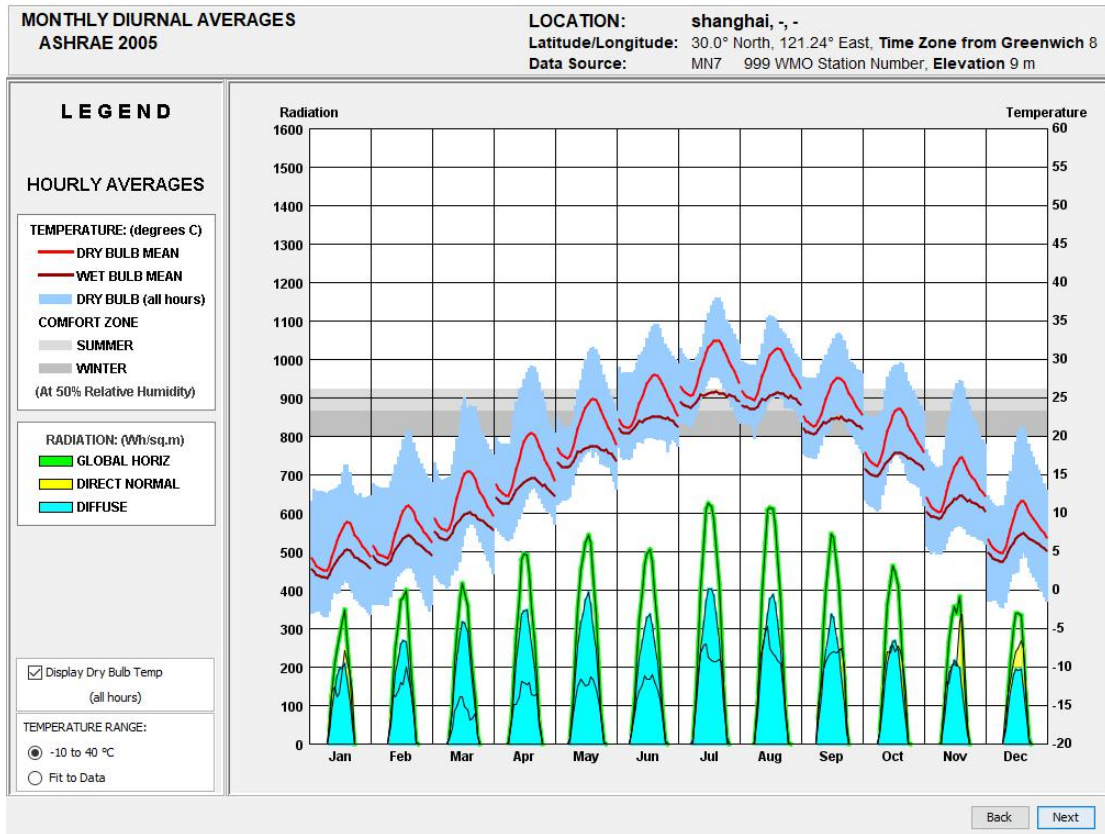 MONTHLY DIURNAL AVERAGES
ASHRAE 2005
LOCATION: shanghai, -, -
Latitude/Longitude: 30.0° North, 121.24° East, Time Zone from Greenwich 8
Data Source: MN7 999 WMO Station Number, Elevation 9 m
LEGEND
HOURLY AVERAGES
TEMPERATURE: (degrees C)
DRY BULB MEAN
WET BULB MEAN
DRY BULB (all hours)
COMFORT ZONE
SUMMER
WINTER
(At 50% Relative Humidity)
RADIATION: (Wh/sq.m)
GLOBAL HORIZ
DIRECT NORMAL
DIFFUSE
Display Dry Bulb Temp
(all hours)
TEMPERATURE RANGE:
-10 to 40 °C
Fit to Data
Radiation
1600
1500
1400
1300
1200
1100
1000
900
800
700
600
500
400
300
200
100
0
Temperature
60
55
50
45
40
35
30
25
20
15
10
5
0
-5
-10
-15
-20
Jan Feb Mar Apr May Jun Jul Aug Sep Oct Nov Dec
Back Next